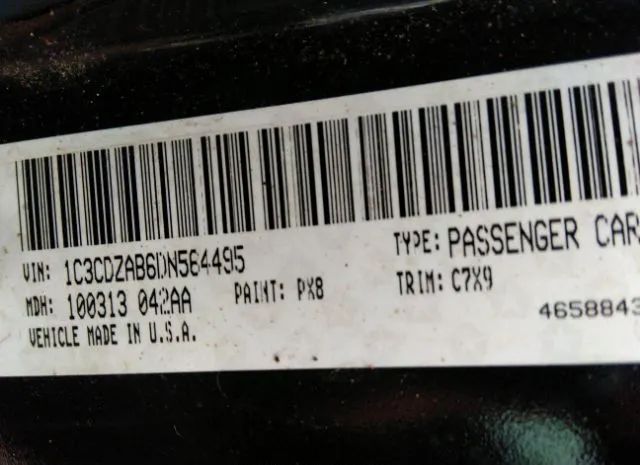 VIN: 1C3CDZAB6DN564495
TYPE: PASSENGER CAR
MDH: 100313 042AA
PAINT: PX8
TRIM: C7X9
VEHICLE MADE IN U.S.A.
4658843